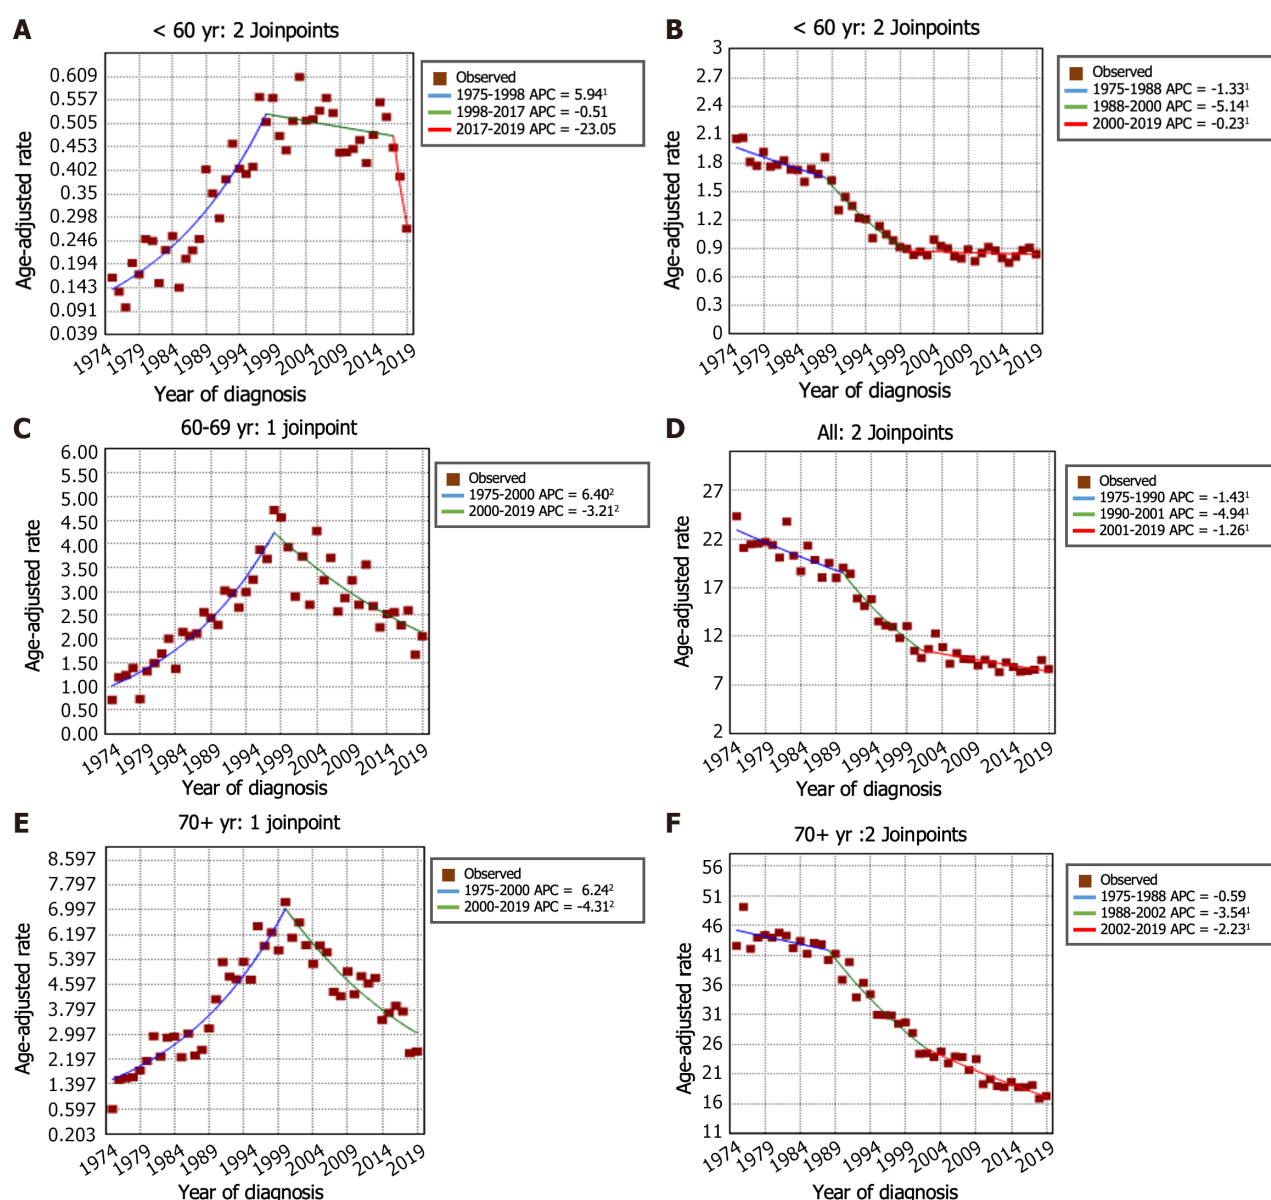 A
< 60 yr: 2 Joinpoints
Age-adjusted rate
0.609
0.557
0.505
0.453
0.402
0.35
0.298
0.246
0.194
0.143
0.091
0.039
1974 1979 1984 1989 1994 1999 2004 2009 2014 2019
Year of diagnosis
Observed
1975-1998 APC = 5.94¹
1998-2017 APC = -0.51
2017-2019 APC = -23.05
B
< 60 yr: 2 Joinpoints
Age-adjusted rate
3
2.7
2.4
2.1
1.8
1.5
1.2
0.9
0.6
0.3
0
1974 1979 1984 1989 1994 1999 2004 2009 2014 2019
Year of diagnosis
Observed
1975-1988 APC = -1.33¹
1988-2000 APC = -5.14¹
2000-2019 APC = -0.23¹
C
60-69 yr: 1 joinpoint
Age-adjusted rate
6.00
5.50
5.00
4.50
4.00
3.50
3.00
2.50
2.00
1.50
1.00
0.50
0.00
1974 1979 1984 1989 1994 1999 2004 2009 2014 2019
Year of diagnosis
Observed
1975-2000 APC = 6.40²
2000-2019 APC = -3.21²
D
All: 2 Joinpoints
Age-adjusted rate
27
22
17
12
7
2
1974 1979 1984 1989 1994 1999 2004 2009 2014 2019
Year of diagnosis
Observed
1975-1990 APC = -1.43¹
1990-2001 APC = -4.94¹
2001-2019 APC = -1.26¹
E
70+ yr: 1 joinpoint
Age-adjusted rate
8.597
7.797
6.997
6.197
5.397
4.597
3.797
2.997
2.197
1.397
0.597
0.203
1974 1979 1984 1989 1994 1999 2004 2009 2014 2019
Year of diagnosis
Observed
1975-2000 APC = 6.24²
2000-2019 APC = -4.31²
F
70+ yr :2 Joinpoints
Age-adjusted rate
56
51
46
41
36
31
26
21
16
11
1974 1979 1984 1989 1994 1999 2004 2009 2014 2019
Year of diagnosis
Observed
1975-1988 APC = -0.59
1988-2002 APC = -3.54¹
2002-2019 APC = -2.23¹